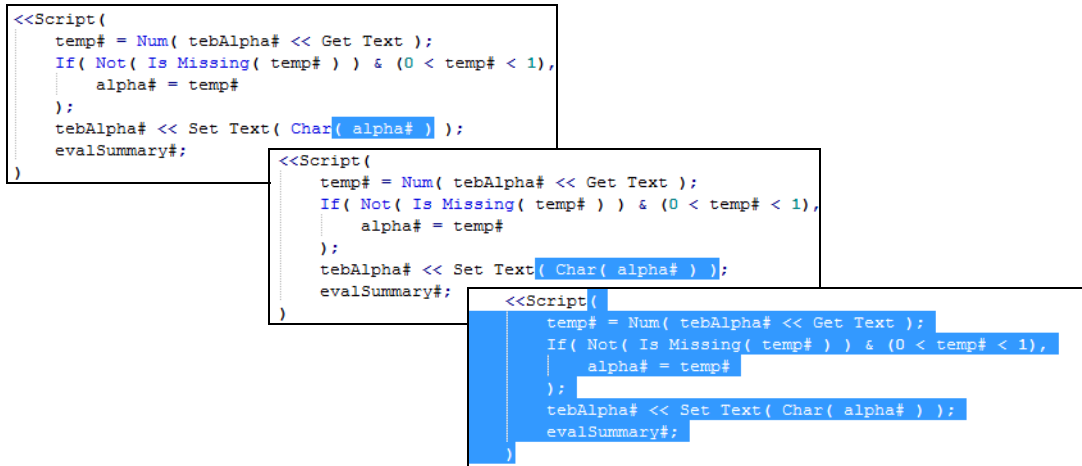 <<Script(
temp# = Num( tebAlpha# << Get Text );
If( Not( Is Missing( temp# ) ) & (0 < temp# < 1),
alpha# = temp#
);
tebAlpha# << Set Text( Char( alpha# ) );
evalSummary#;
)
<<Script(
temp# = Num( tebAlpha# << Get Text );
If( Not( Is Missing( temp# ) ) & (0 < temp# < 1),
alpha# = temp#
);
tebAlpha# << Set Text( Char( alpha# ) );
evalSummary#;
)
<<Script(
temp# = Num( tebAlpha# << Get Text );
If( Not( Is Missing( temp# ) ) & (0 < temp# < 1),
alpha# = temp#
);
tebAlpha# << Set Text( Char( alpha# ) );
evalSummary#;
)